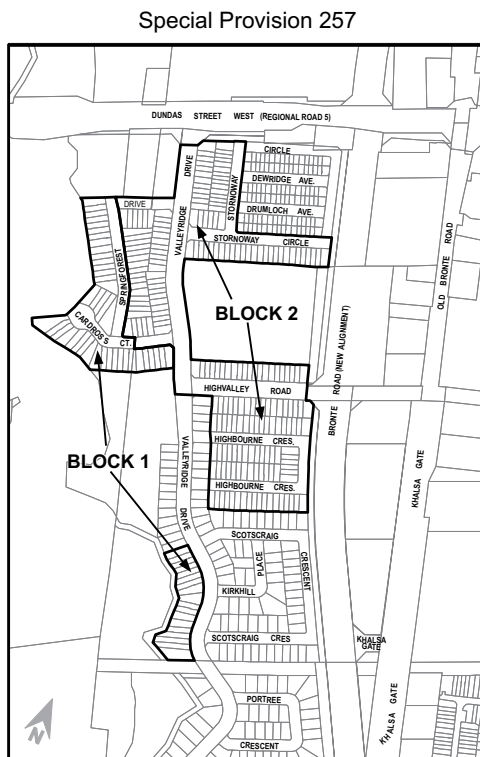 Special Provision 257
DUNDAS STREET WEST (REGIONAL ROAD 5)
CIRCLE
DEWRIDGE AVE.
DRUMLOCH AVE.
STORNOWAY
STORNOWAY CIRCLE
DRIVE
VALLEYRIDGE
DRIVE
SPRINGFOREST
CARDROSS CT.
BLOCK 2
OLD BRONTE ROAD
BRONTE ROAD (NEW ALIGNMENT)
HIGHVALLEY ROAD
HIGHBOURNE CRES.
HIGHBOURNE CRES.
BLOCK 1
VALLEYRIDGE DRIVE
KHALSA GATE
SCOTSCRAIG
CRESCENT
PLACE
KIRKHILL
SCOTSCRAIG CRES
KHALSA
GATE
KHALSA GATE
PORTREE
CRESCENT
N